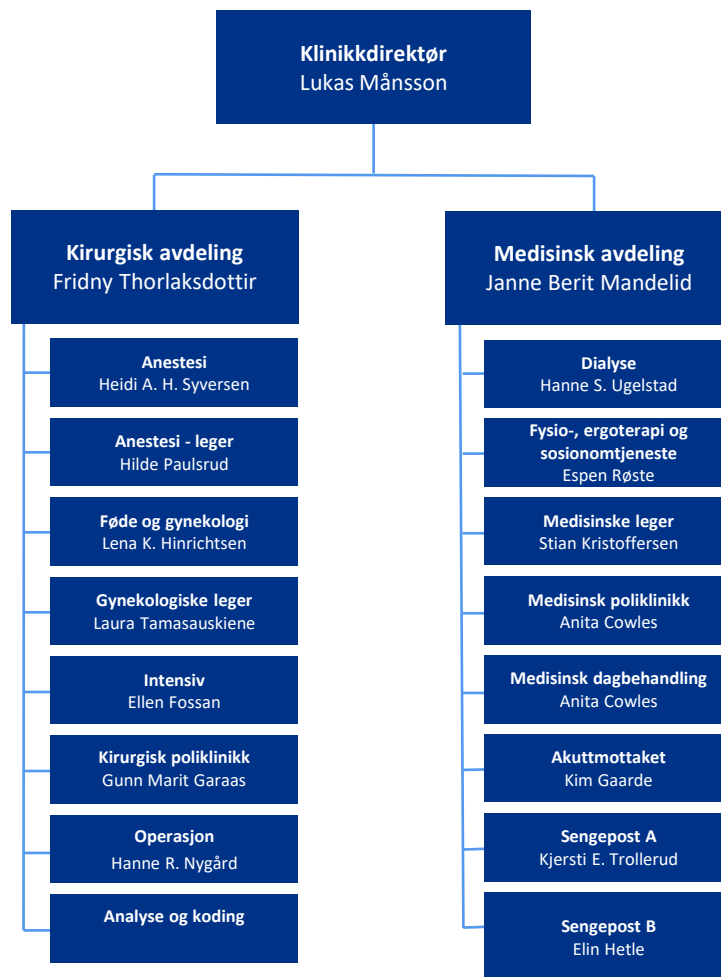 Klinikkdirektør
Lukas Månsson
Kirurgisk avdeling
Fridny Thorlaksdottir
Anestesi
Heidi A. H. Syversen
Anestesi - leger
Hilde Paulsrud
Føde og gynekologi
Lena K. Hinrichtsen
Gynekologiske leger
Laura Tamasauskiene
Intensiv
Ellen Fossan
Kirurgisk poliklinikk
Gunn Marit Garaas
Operasjon
Hanne R. Nygård
Analyse og koding
Medisinsk avdeling
Janne Berit Mandelid
Dialyse
Hanne S. Ugelstad
Fysio-, ergoterapi og
sosionomtjeneste
Espen Røste
Medisinske leger
Stian Kristoffersen
Medisinsk poliklinikk
Anita Cowles
Medisinsk dagbehandling
Anita Cowles
Akuttmottaket
Kim Gaarde
Sengepost A
Kjersti E. Trollerud
Sengepost B
Elin Hetle